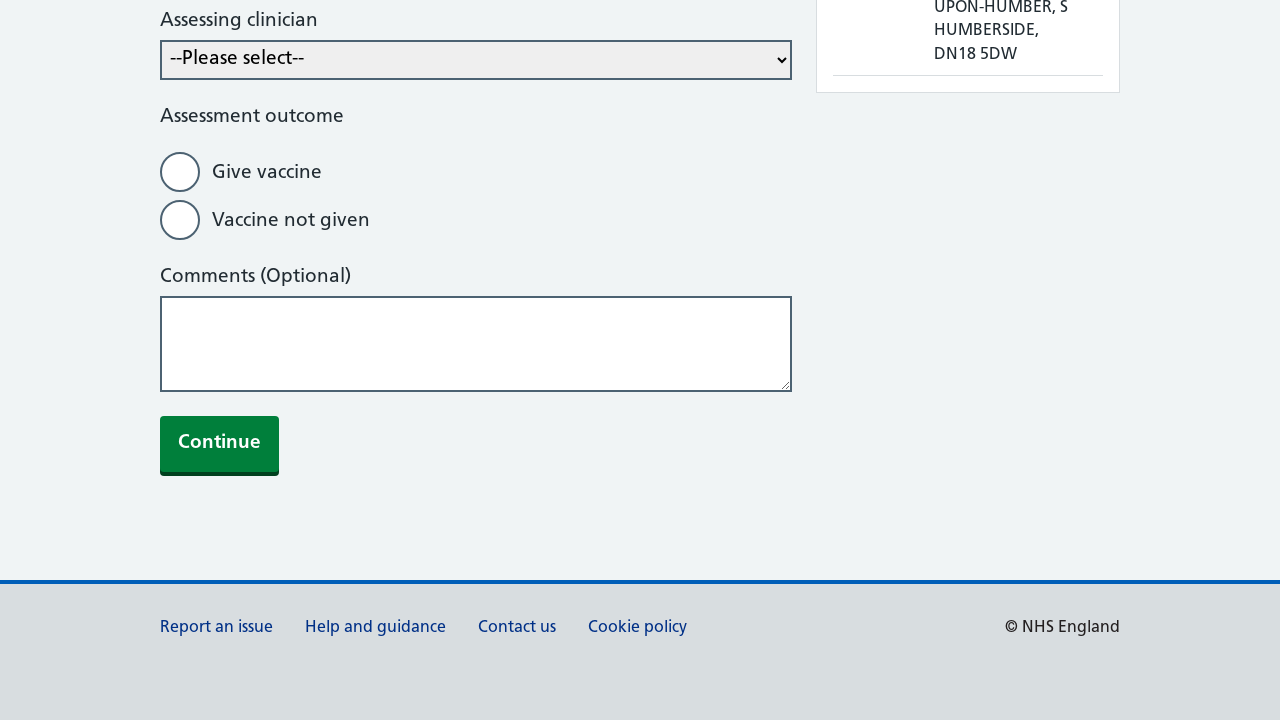 Assessing clinician
--Please select--
Assessment outcome
Give vaccine
Vaccine not given
Comments (Optional)
Continue
UPON-HUMBER, S
HUMBERSIDE,
DN18 5DW
Report an issue
Help and guidance
Contact us
Cookie policy
© NHS England